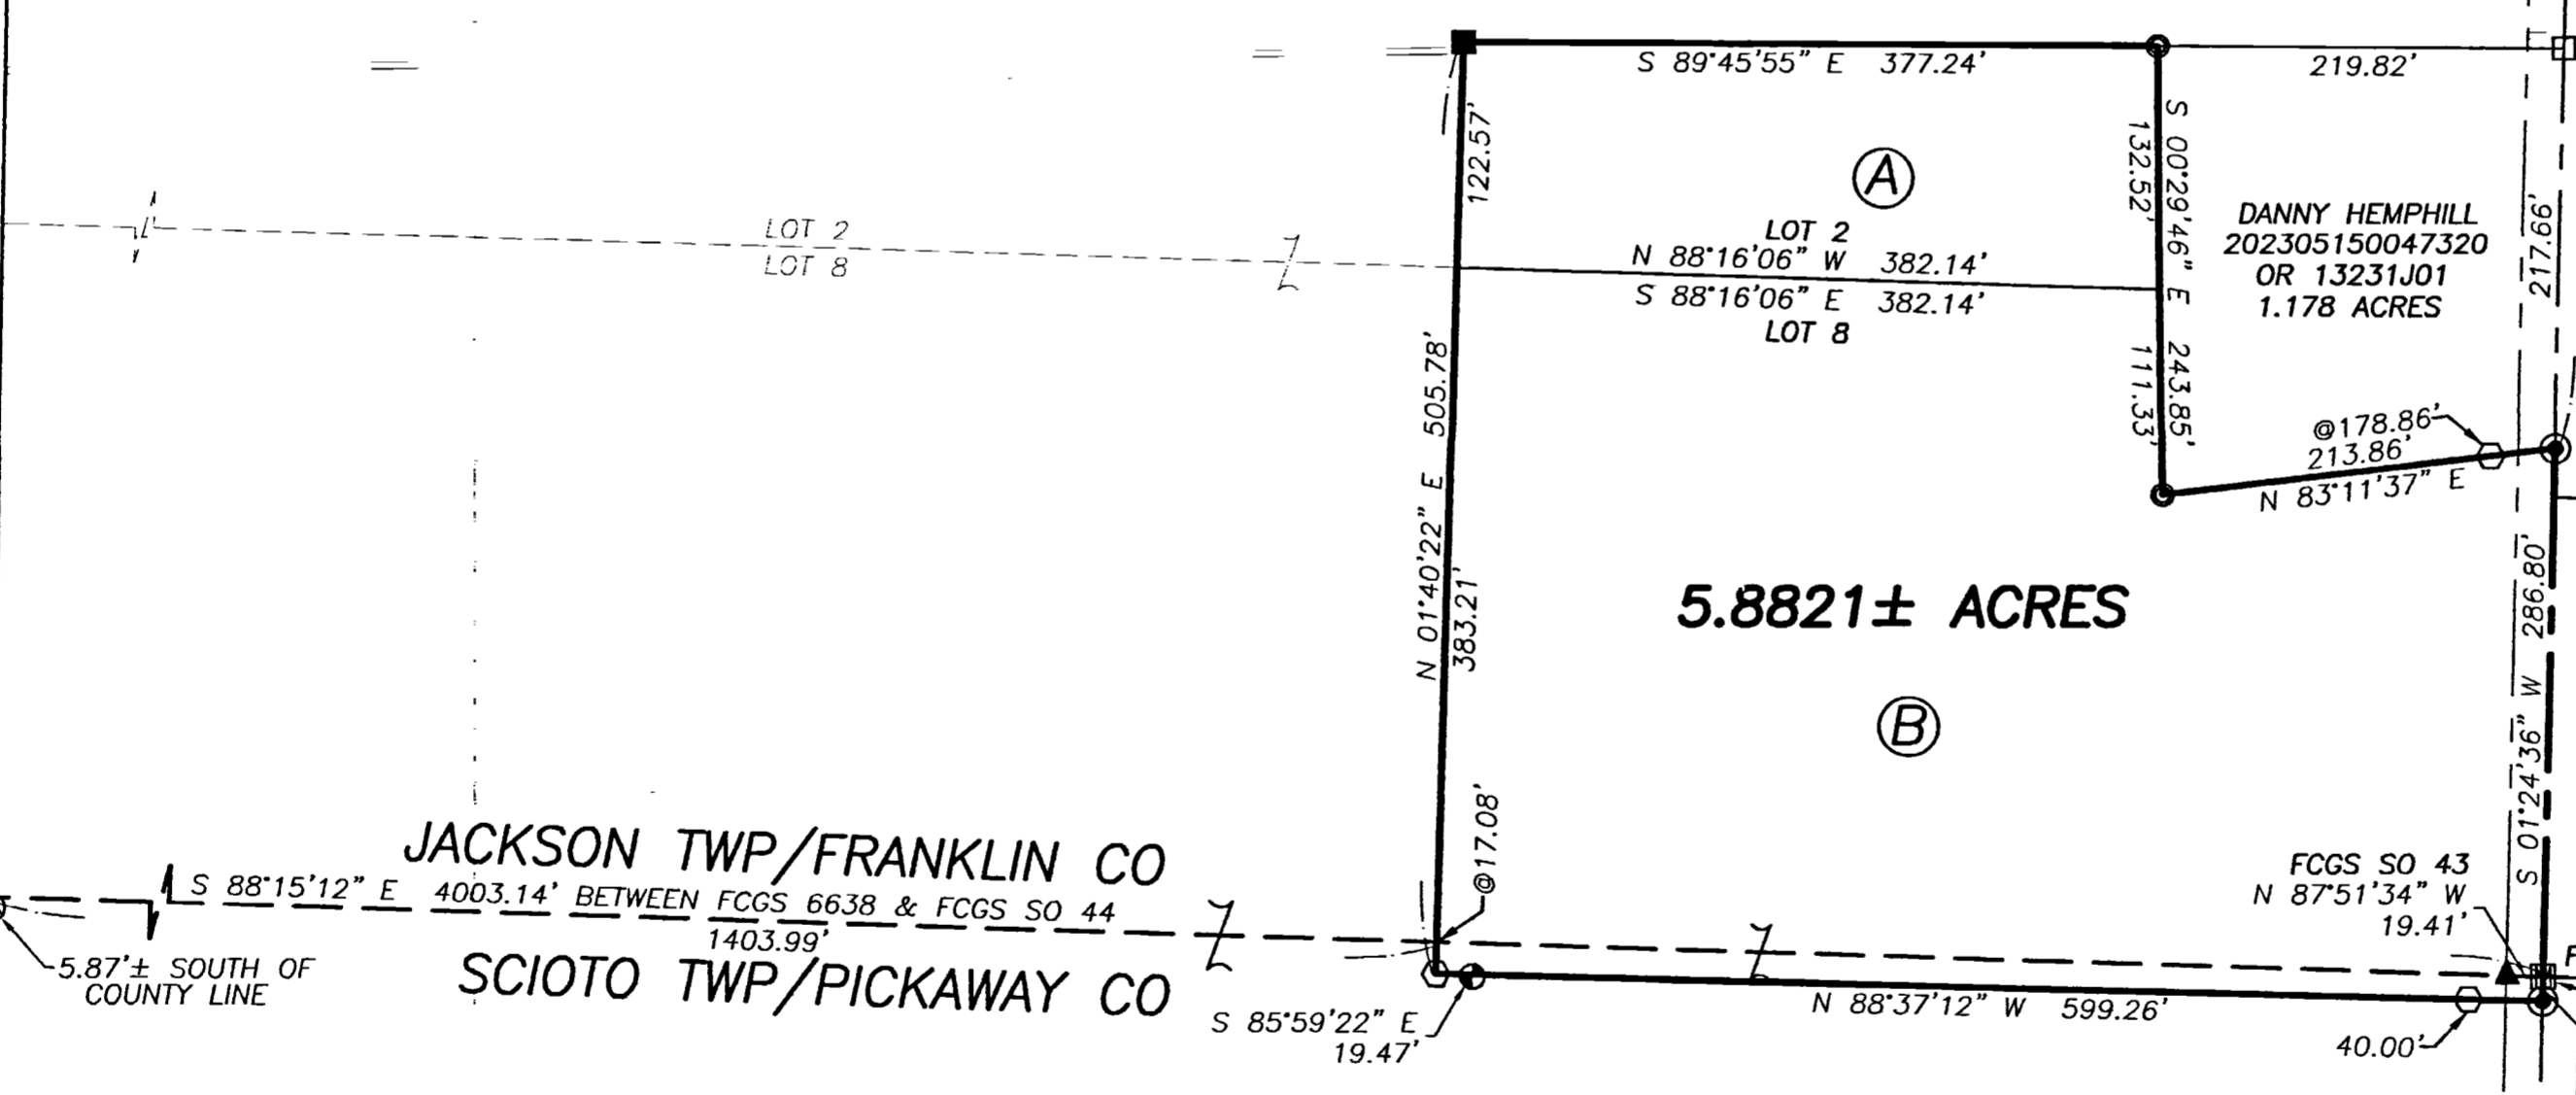 S 89°45'55" E 377.24'
219.82'
122.57'
S 00°29'46" E 243.85'
132.52'
111.33'
A
LOT 2
N 88°16'06" W 382.14'
S 88°16'06" E 382.14'
LOT 8
LOT 2
LOT 8
DANNY HEMPHILL
202305150047320
OR 13231J01
1.178 ACRES
217.66'
@178.86'
213.86'
N 83°11'37" E
N 01°40'22" E 505.78'
383.21'
5.8821± ACRES
B
S 01°24'36" W 286.80'
@17.08'
JACKSON TWP/FRANKLIN CO
S 88°15'12" E 4003.14' BETWEEN FCGS 6638 & FCGS SO 44
1403.99'
SCIOTO TWP/PICKAWAY CO
5.87'± SOUTH OF
COUNTY LINE
S 85°59'22" E
19.47'
N 88°37'12" W 599.26'
FCGS SO 43
N 87°51'34" W
19.41'
40.00'